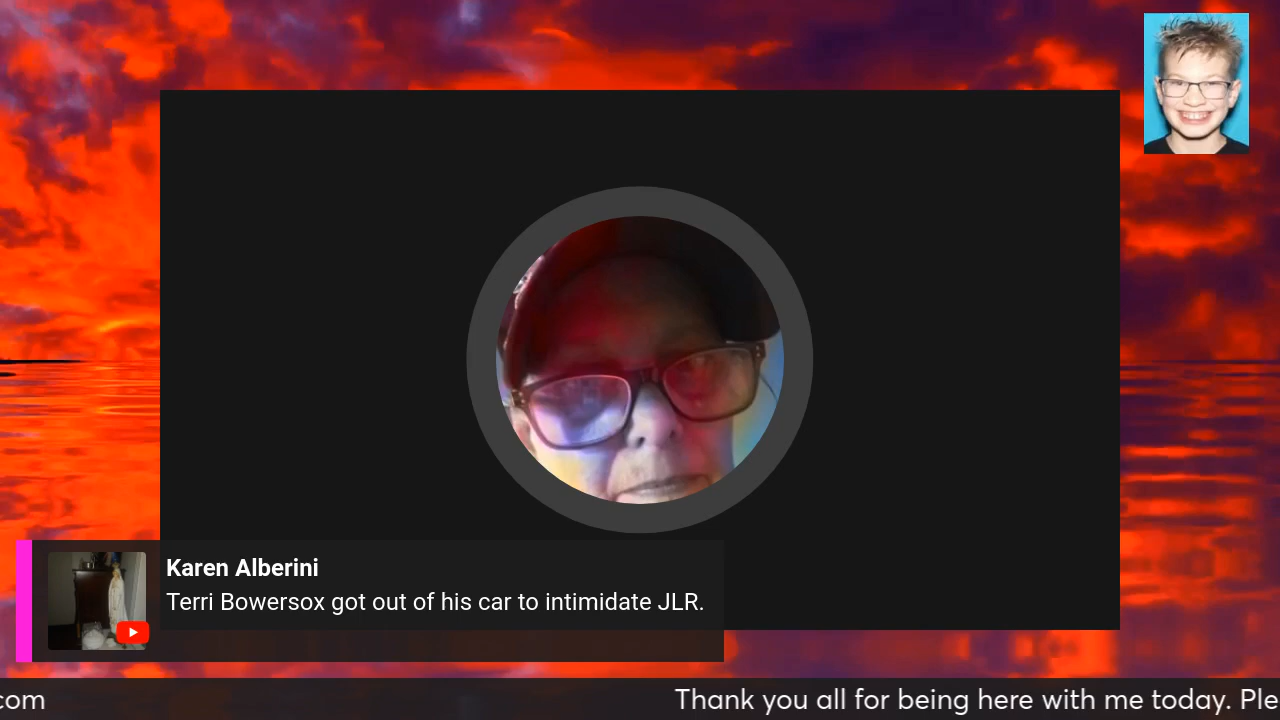 Karen Alberini
Terri Bowersox got out of his car to intimidate JLR.
com
Thank you all for being here with me today. Ple